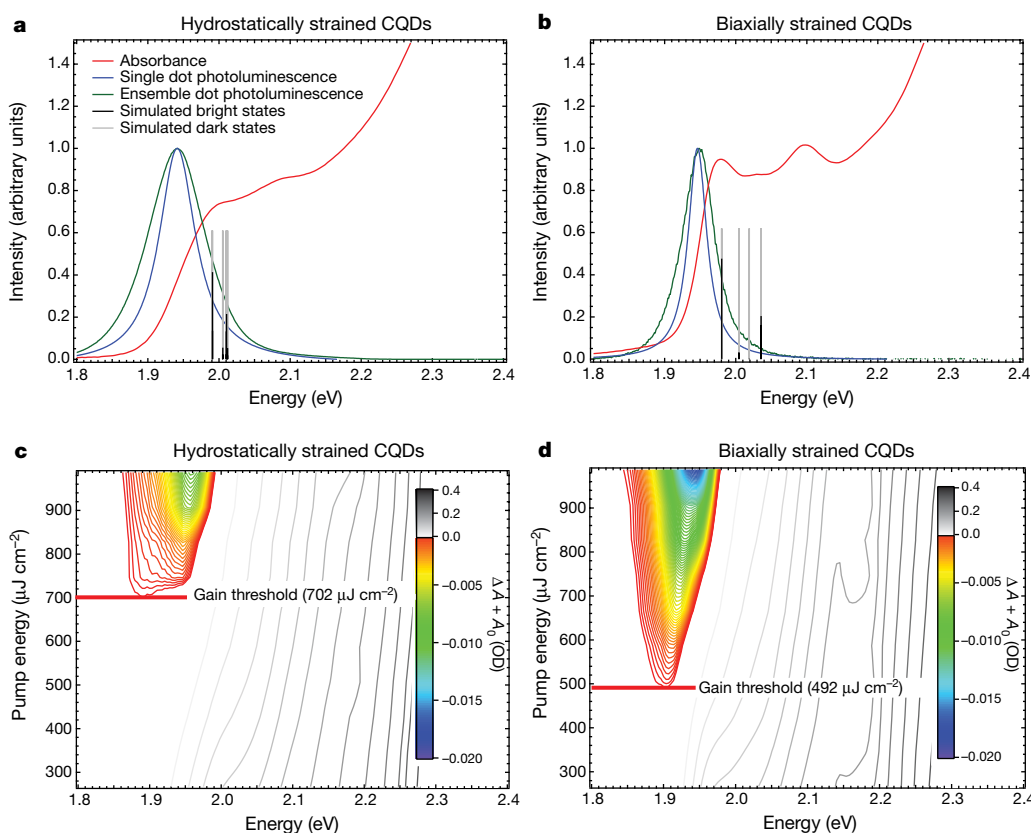 a
Hydrostatically strained CQDs
Intensity (arbitrary units)
1.4
1.2
1.0
0.8
0.6
0.4
0.2
0.0
Absorbance
Single dot photoluminescence
Ensemble dot photoluminescence
Simulated bright states
Simulated dark states
1.8 1.9 2.0 2.1 2.2 2.3 2.4
Energy (eV)
b
Biaxially strained CQDs
Intensity (arbitrary units)
1.4
1.2
1.0
0.8
0.6
0.4
0.2
0.0
1.8 1.9 2.0 2.1 2.2 2.3 2.4
Energy (eV)
c
Hydrostatically strained CQDs
Pump energy (μJ cm⁻²)
900
800
700
600
500
400
300
Gain threshold (702 μJ cm⁻²)
0.4
0.2
0.0
−0.005
−0.010
−0.015
−0.020
ΔA + A₀ (OD)
1.8 1.9 2.0 2.1 2.2 2.3 2.4
Energy (eV)
d
Biaxially strained CQDs
Pump energy (μJ cm⁻²)
900
800
700
600
500
400
300
Gain threshold (492 μJ cm⁻²)
0.4
0.2
0.0
−0.005
−0.010
−0.015
−0.020
ΔA + A₀ (OD)
1.8 1.9 2.0 2.1 2.2 2.3 2.4
Energy (eV)